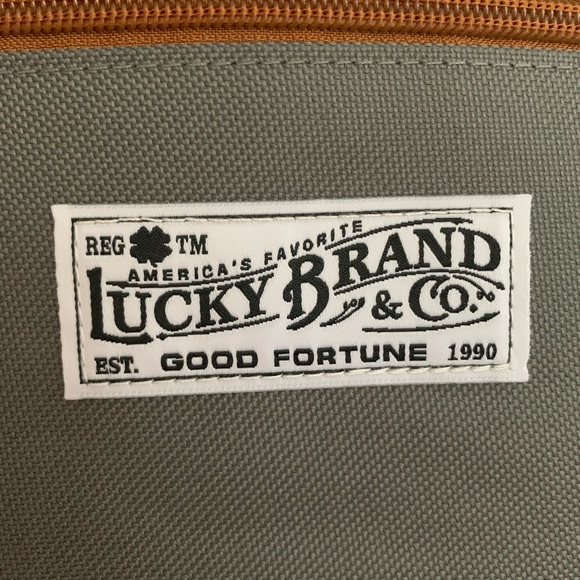 REG TM
AMERICA'S FAVORITE
LUCKY BRAND
& CO.
EST. GOOD FORTUNE 1990